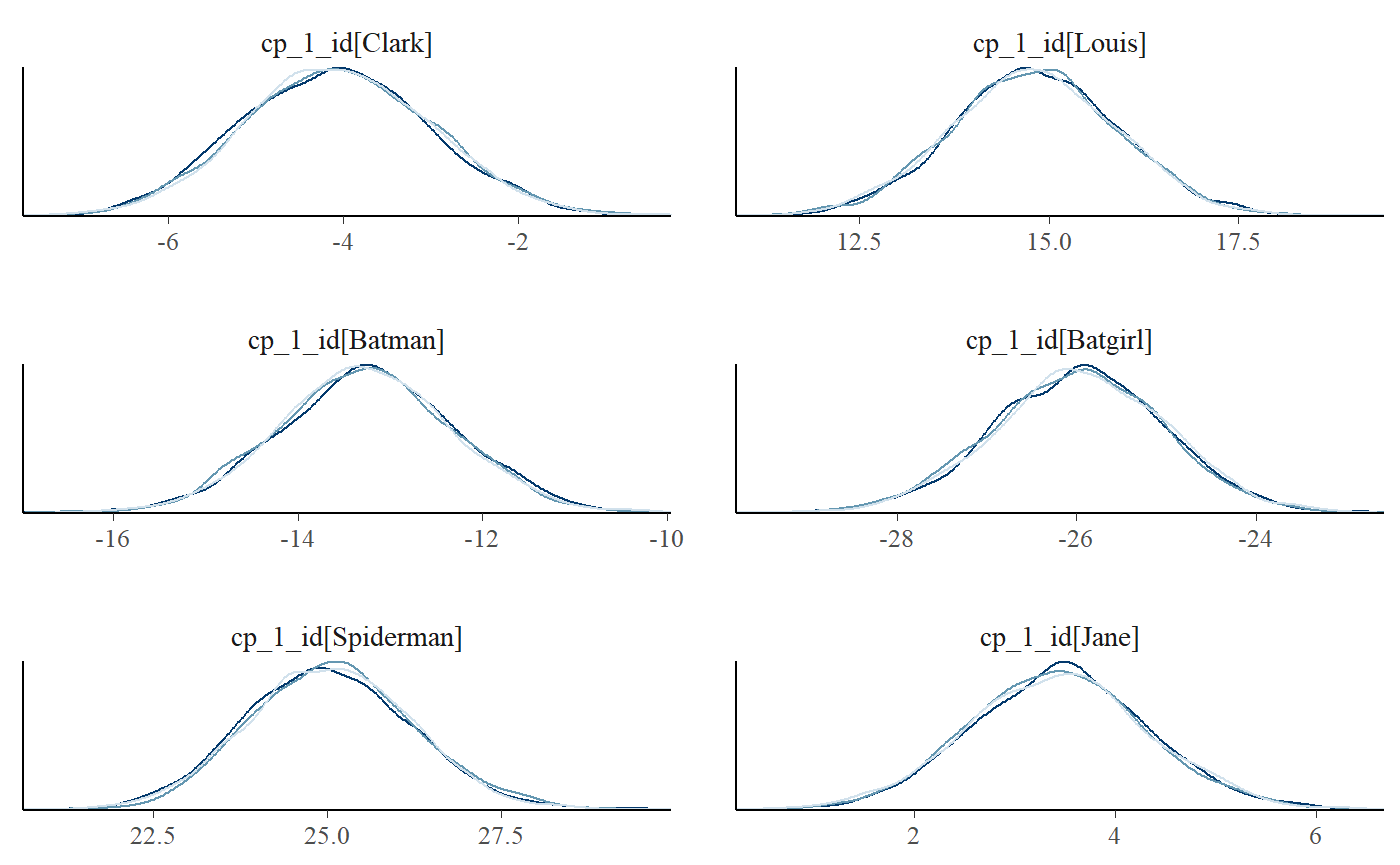 cp_1_id[Clark]
cp_1_id[Louis]
-6 -4 -2
12.5 15.0 17.5
cp_1_id[Batman]
cp_1_id[Batgirl]
-16 -14 -12 -10
-28 -26 -24
cp_1_id[Spiderman]
cp_1_id[Jane]
22.5 25.0 27.5
2 4 6